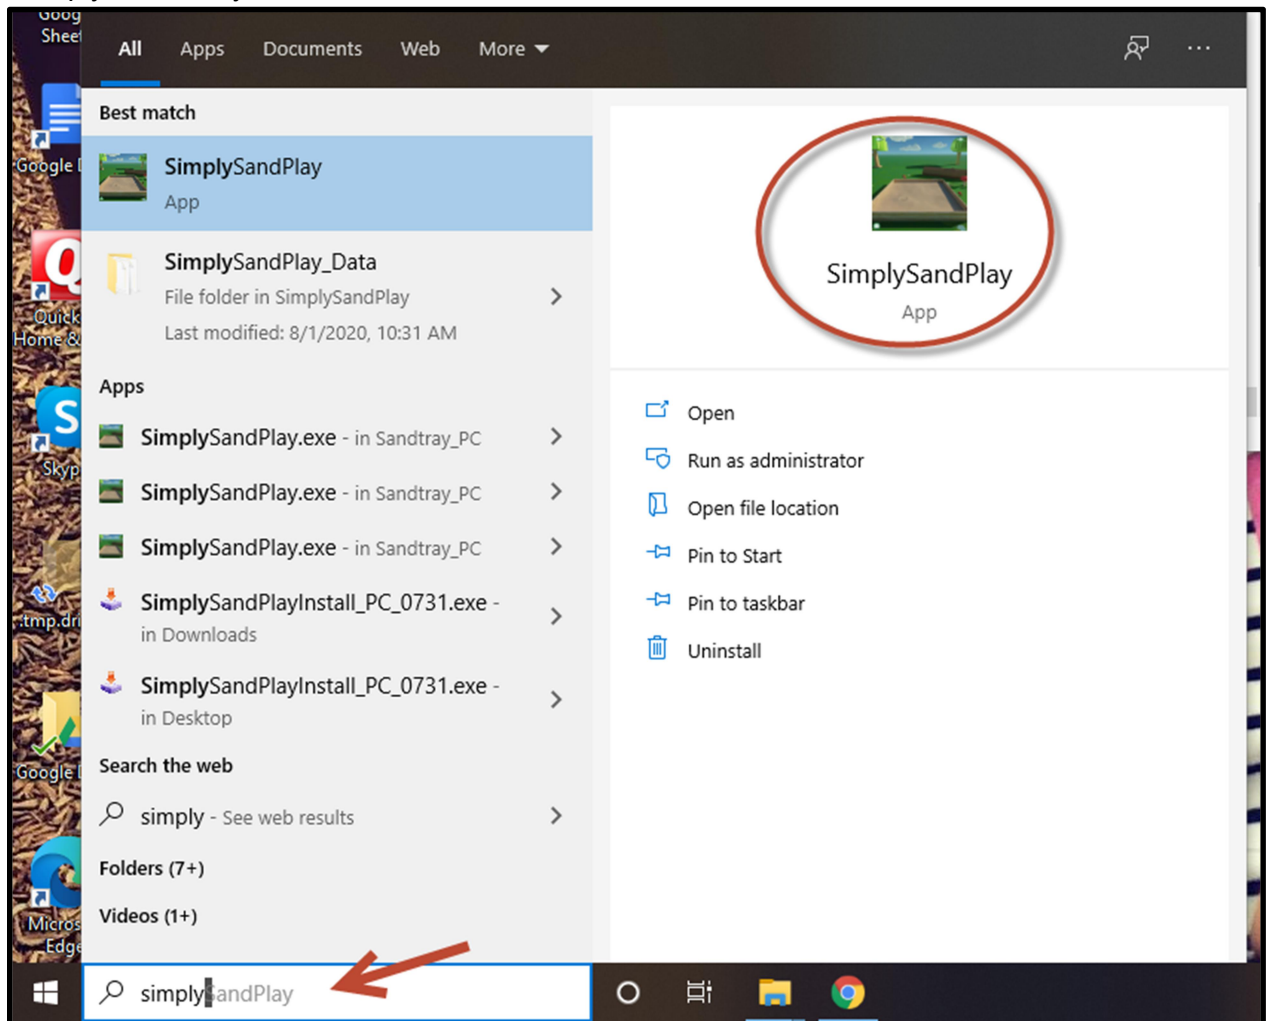 Goog
Shee
All Apps Documents Web More
Best match
SimplySandPlay
App
Google
SimplySandPlay_Data
File folder in SimplySandPlay
Last modified: 8/1/2020, 10:31 AM
Quick
Home &
Apps
SimplySandPlay.exe - in Sandtray_PC
Skyp
SimplySandPlay.exe - in Sandtray_PC
SimplySandPlay.exe - in Sandtray_PC
SimplySandPlayInstall_PC_0731.exe -
in Downloads
.tmp.dri
SimplySandPlayInstall_PC_0731.exe -
in Desktop
Search the web
Google
simply - See web results
Folders (7+)
Videos (1+)
Micros
Edge
simplySandPlay
SimplySandPlay
App
Open
Run as administrator
Open file location
Pin to Start
Pin to taskbar
Uninstall